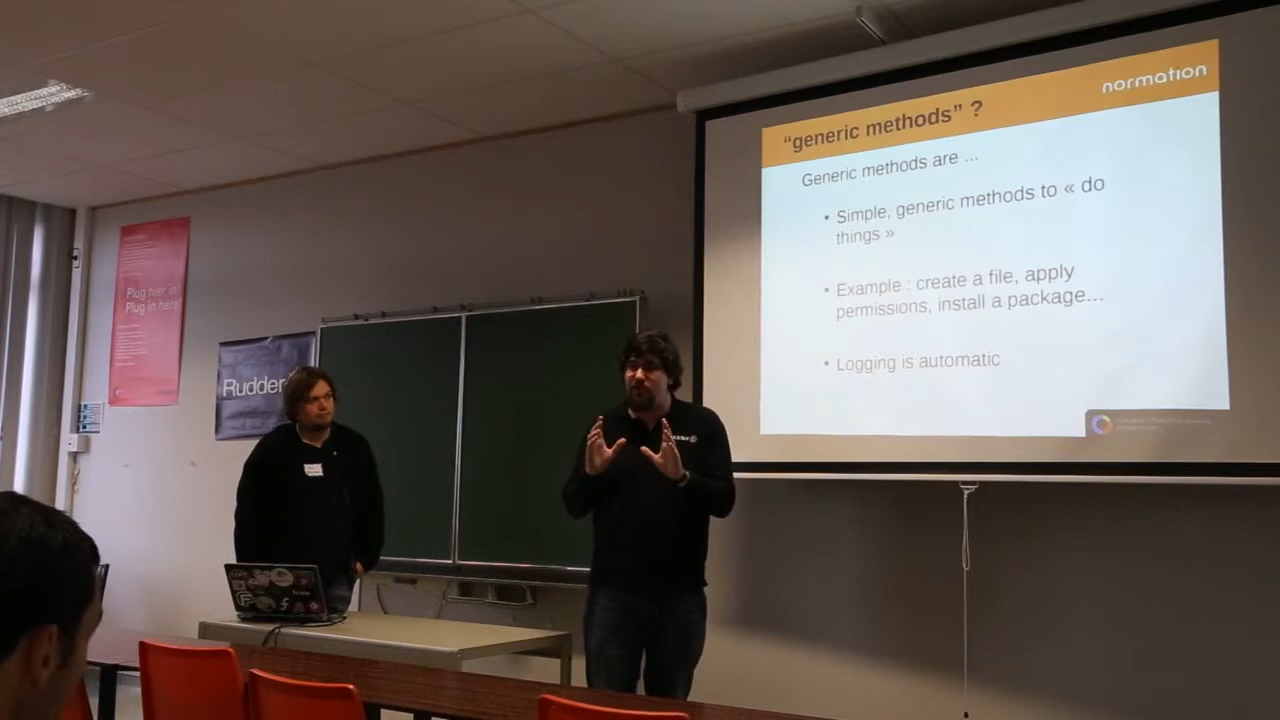 normation
“generic methods” ?
Generic methods are ...
• Simple, generic methods to « do
things »
• Example : create a file, apply
permissions, install a package...
• Logging is automatic
Plug hier in!
Plug in here!
Rudder